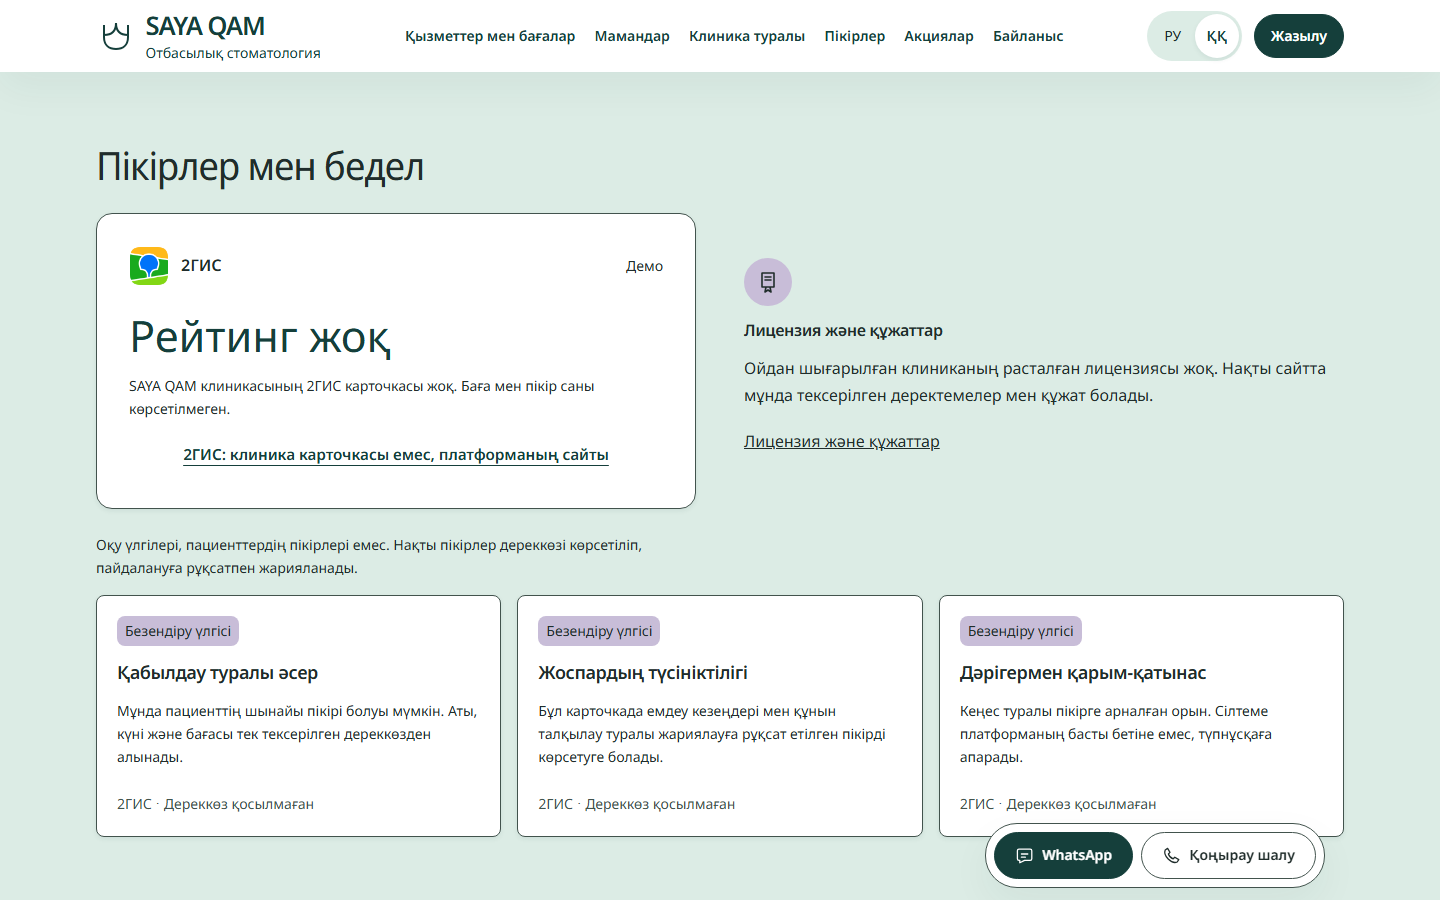 SAYA QAM
Отбасылық стоматология
Қызметтер мен бағалар
Мамандар
Клиника туралы
Пікірлер
Акциялар
Байланыс
РУ
ҚҚ
Жазылу
Пікірлер мен бедел
2ГИС
Демо
Рейтинг жоқ
SAYA QAM клиникасының 2ГИС карточкасы жоқ. Баға мен пікір саны
көрсетілмеген.
2ГИС: клиника карточкасы емес, платформаның сайты
Лицензия және құжаттар
Ойдан шығарылған клиниканың расталған лицензиясы жоқ. Нақты сайтта
мұнда тексерілген деректемелер мен құжат болады.
Лицензия және құжаттар
Оқу үлгілері, пациенттердің пікірлері емес. Нақты пікірлер дереккөзі көрсетіліп,
пайдалануға рұқсатпен жарияланады.
Безендіру үлгісі
Қабылдау туралы әсер
Мұнда пациенттің шынайы пікірі болуы мүмкін. Аты,
күні және бағасы тек тексерілген дереккөзден
алынады.
2ГИС · Дереккөз қосылмаған
Безендіру үлгісі
Жоспардың түсініктілігі
Бұл карточкада емдеу кезеңдері мен құнын
талқылау туралы жариялауға рұқсат етілген пікірді
көрсетуге болады.
2ГИС · Дереккөз қосылмаған
Безендіру үлгісі
Дәрігермен қарым-қатынас
Кеңес туралы пікірге арналған орын. Сілтеме
платформаның басты бетіне емес, түпнұсқаға
апарады.
2ГИС · Дереккөз қосылмаған
WhatsApp
Қоңырау шалу